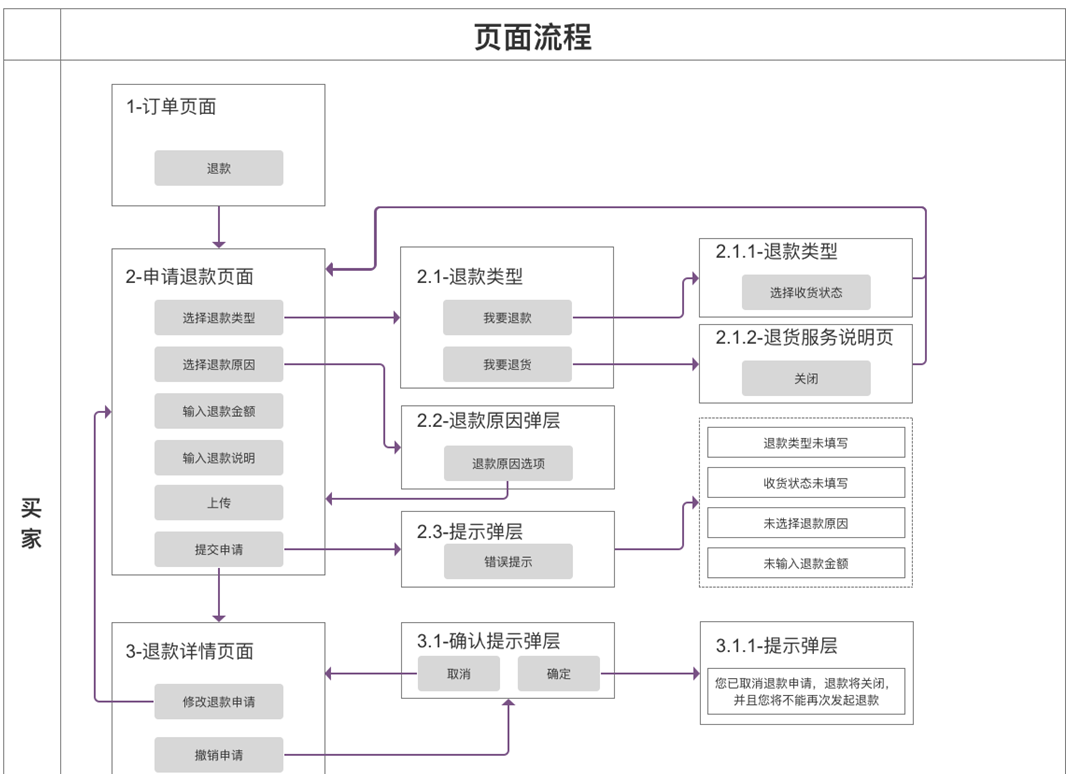 页面流程
买
家
1-订单页面
退款
2-申请退款页面
选择退款类型
选择退款原因
输入退款金额
输入退款说明
上传
提交申请
2.1-退款类型
我要退款
我要退货
2.1.1-退款类型
选择收货状态
2.1.2-退货服务说明页
关闭
2.2-退款原因弹层
退款原因选项
2.3-提示弹层
错误提示
退款类型未填写
收货状态未填写
未选择退款原因
未输入退款金额
3-退款详情页面
修改退款申请
撤销申请
3.1-确认提示弹层
取消
确定
3.1.1-提示弹层
您已取消退款申请，退款将关闭，
并且您将不能再次发起退款